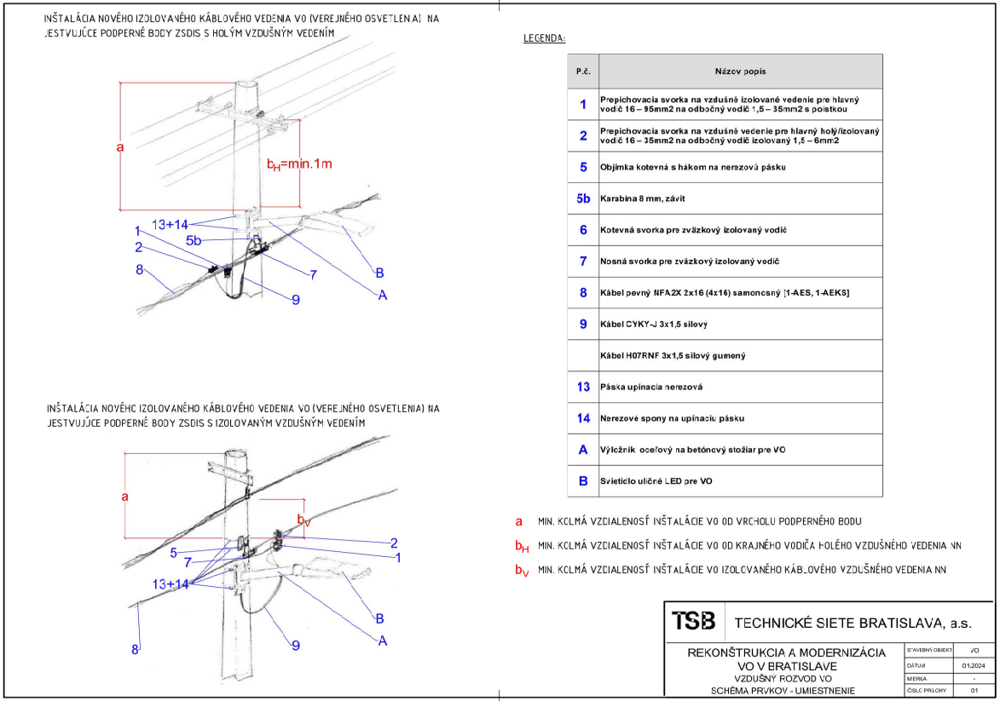 INŠTALÁCIA NOVÉHO IZOLOVANÉHO KÁBLOVÉHO VEDENIA VO (VEREJNÉHO OSVETLENIA) NA
JESTVUJÚCE PODPERNÉ BODY ZSDIS S HOLÝM VZDUŠNÝM VEDENÍM
a
bH=min.1m
13+14
1
5b
2
8
7
B
A
9
INŠTALÁCIA NOVÉHO IZOLOVANÉHO KÁBLOVÉHO VEDENIA VO (VEREJNÉHO OSVETLENIA) NA
JESTVUJÚCE PODPERNÉ BODY ZSDIS S IZOLOVANÝM VZDUŠNÝM VEDENÍM
a
bV
2
5
1
7
13+14
B
A
9
8
LEGENDA:
P.č. Názov popis
1 Prepichovacia svorka na vzdušné izolované vedenie pre hlavný
vodič 16 – 95mm2 na odbočný vodič 1,5 – 35mm2 s poistkou
2 Prepichovacia svorka na vzdušné vedenie pre hlavný holý/izolovaný
vodič 16 – 35mm2 na odbočný vodič izolovaný 1,5 – 6mm2
5 Objímka kotevná s hákom na nerezovú pásku
5b Karabína 8 mm, závit
6 Kotevná svorka pre zväzkový izolovaný vodič
7 Nosná svorka pre zväzkový izolovaný vodič
8 Kábel pevný NFA2X 2x16 (4x16) samonosný [1-AES, 1-AEKS]
9 Kábel CYKY-J 3x1,5 silový
Kábel H07RNF 3x1,5 silový gumený
13 Páska upínacia nerezová
14 Nerezové spony na upínaciu pásku
A Výložník oceľový na betónový stožiar pre VO
B Svietidlo uličné LED pre VO
a MIN. KOLMÁ VZDIALENOSŤ INŠTALÁCIE VO OD VRCHOLU PODPERNÉHO BODU
bH MIN. KOLMÁ VZDIALENOSŤ INŠTALÁCIE VO OD KRAJNÉHO VODIČA HOLÉHO VZDUŠNÉHO VEDENIA NN
bV MIN. KOLMÁ VZDIALENOSŤ INŠTALÁCIE VO IZOLOVANÉHO KÁBLOVÉHO VZDUŠNÉHO VEDENIA NN
TSB TECHNICKÉ SIETE BRATISLAVA, a.s.
REKONŠTRUKCIA A MODERNIZÁCIA
VO V BRATISLAVE
VZDUŠNÝ ROZVOD VO
SCHÉMA PRVKOV - UMIESTNENIE
STAVEBNÝ OBJEKT VO
DÁTUM 01.2024
MIERKA -
ČÍSLO PRÍLOHY 01